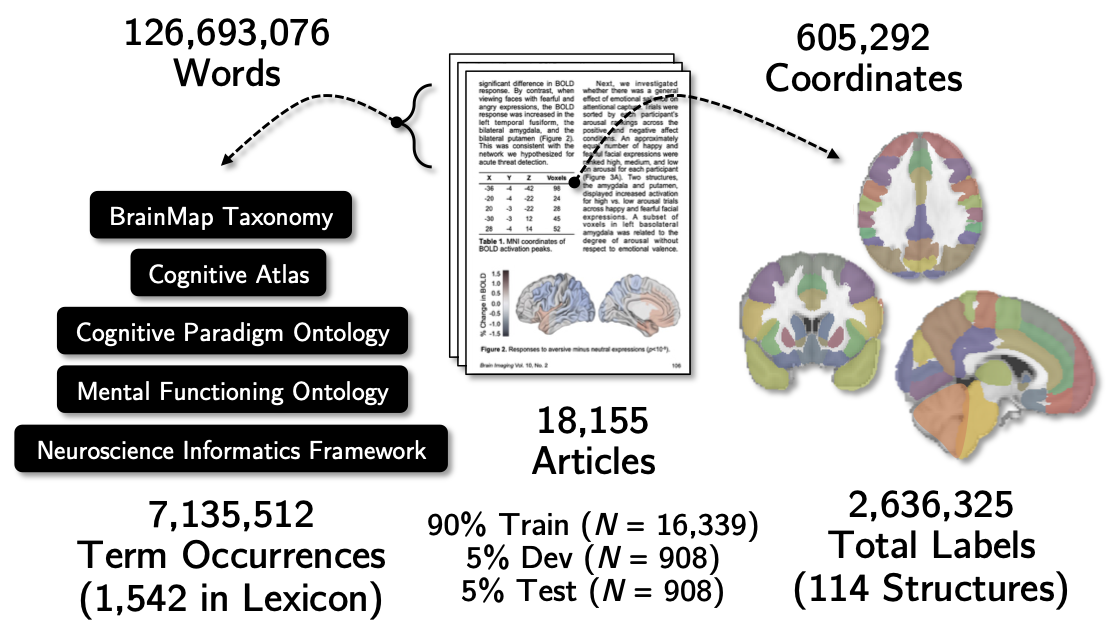 126,693,076
Words
BrainMap Taxonomy
Cognitive Atlas
Cognitive Paradigm Ontology
Mental Functioning Ontology
Neuroscience Informatics Framework
7,135,512
Term Occurrences
(1,542 in Lexicon)
significant difference in BOLD
response. By contrast, when
viewing faces with fearful and
angry expressions, the BOLD
response was increased in the
left temporal fusiform, the
bilateral amygdala, and the
bilateral putamen (Figure 2).
This was consistent with the
network we hypothesized for
acute threat detection.
X Y Z Voxels
-36 -4 -42 98
-20 -4 -22 24
20 -3 -22 28
-30 -3 12 45
28 -4 14 52
Table 1. MNI coordinates of
BOLD activation peaks.
Next, we investigated
whether there was a general
effect of emotional on
attentional capture. Trials were
sorted by each participant's
arousal rankings across the
positive and negative affect
conditions. An approximately
equal number of happy and
fearful facial expressions were
ranked high, medium, and low
on arousal for each participant
(Figure 3A). Two structures,
the amygdala and putamen,
displayed increased activation
for high vs. low arousal trials
across happy and fearful facial
expressions. A subset of
voxels in left basolateral
amygdala was related to the
degree of arousal without
respect to emotional valence.
% Change in BOLD
1.5
1.0
0.5
0.0
-0.5
-1.0
-1.5
Figure 2. Responses to aversive minus neutral expressions
Brain Imaging Vol. 10, No. 2 106
18,155
Articles
90% Train (N = 16,339)
5% Dev (N = 908)
5% Test (N = 908)
605,292
Coordinates
2,636,325
Total Labels
(114 Structures)